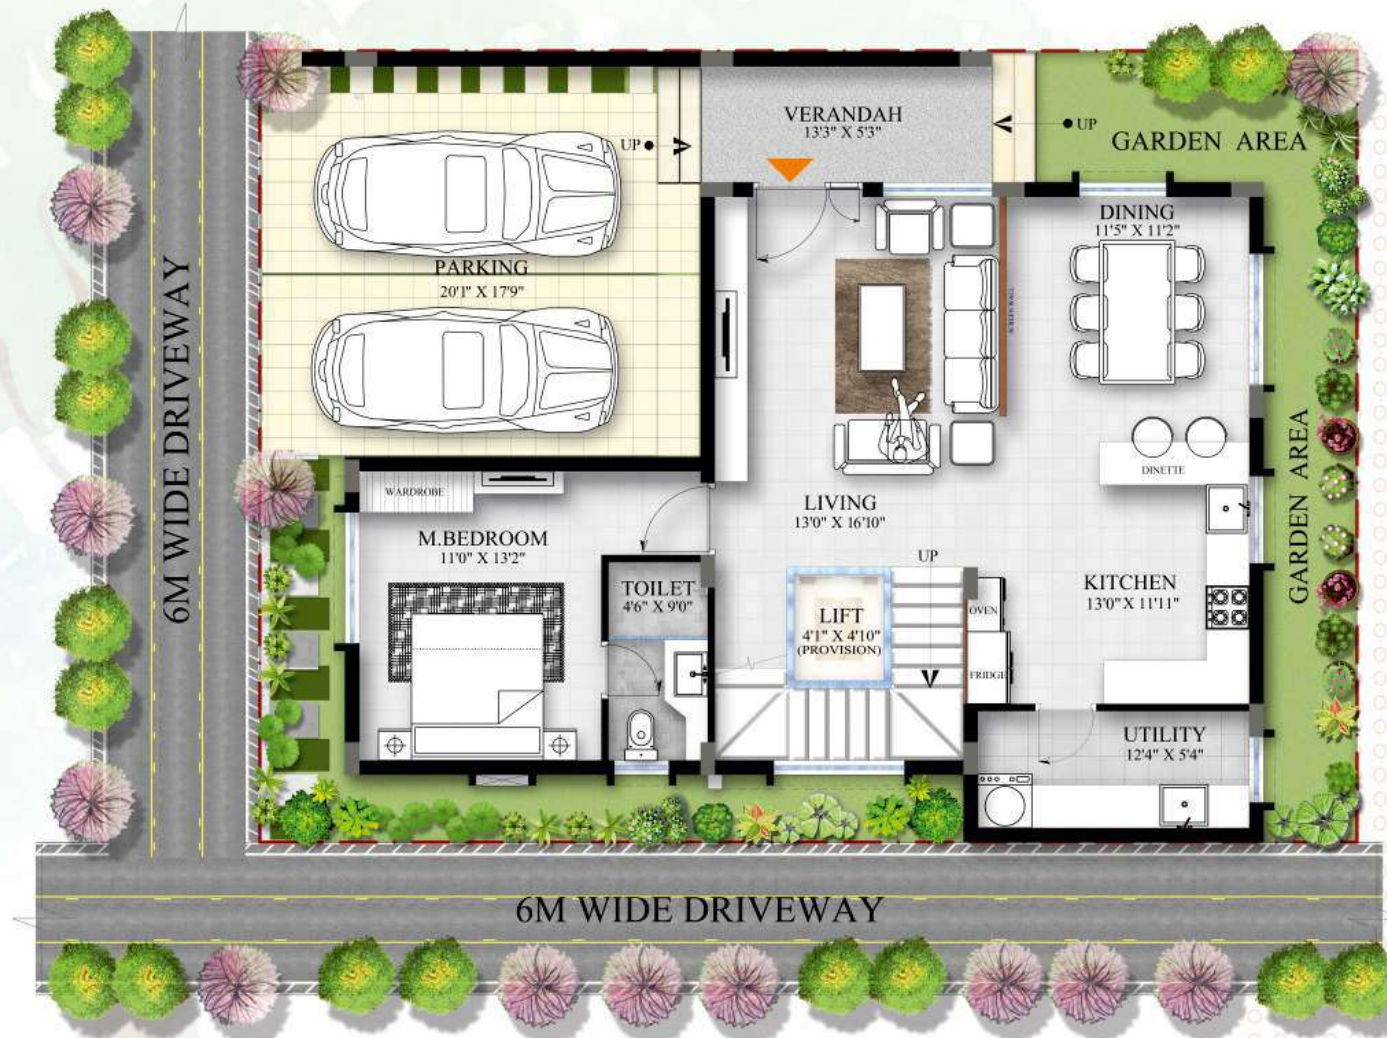 VERANDAH
13'3" X 5'3"
UP
UP
GARDEN AREA
DINING
11'5" X 11'2"
PARKING
20'1" X 17'9"
SCREEN WALL
6M WIDE DRIVEWAY
DINETTE
GARDEN AREA
WARDROBE
LIVING
13'0" X 16'10"
M.BEDROOM
11'0" X 13'2"
UP
TOILET
4'6" X 9'0"
KITCHEN
13'0" X 11'11"
OVEN
LIFT
4'1" X 4'10"
(PROVISION)
FRIDGE
UTILITY
12'4" X 5'4"
6M WIDE DRIVEWAY